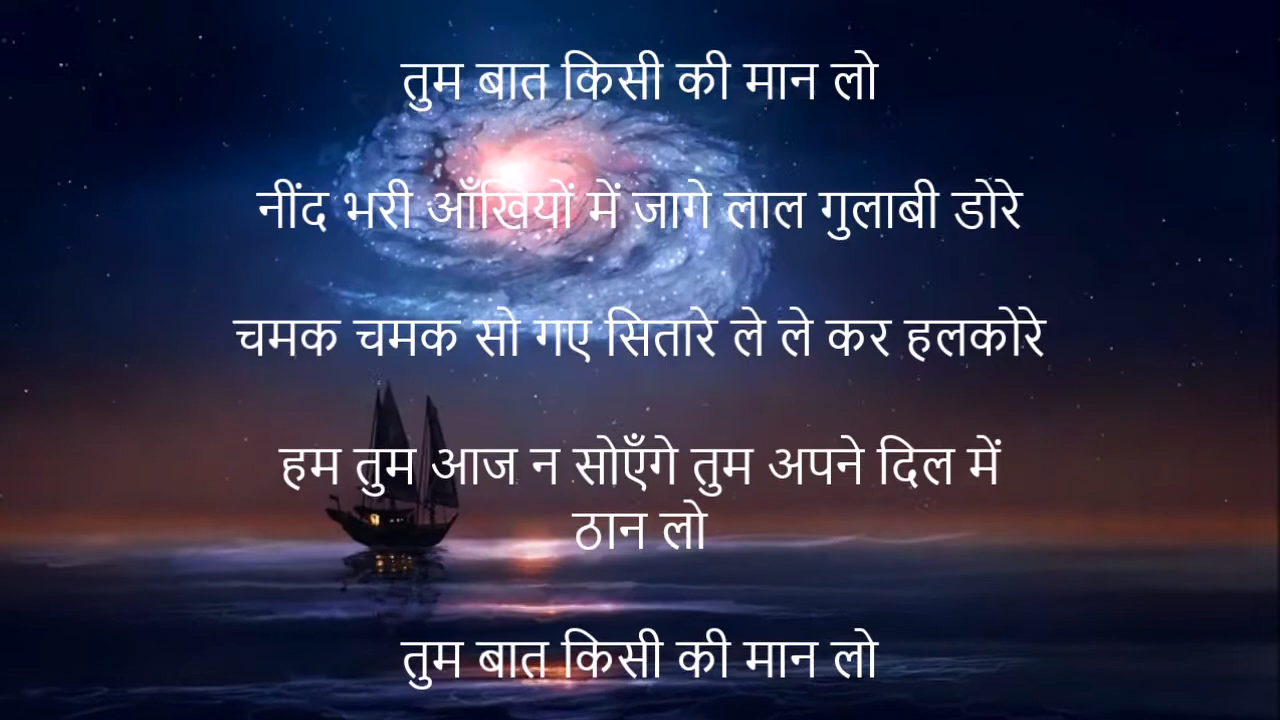 तुम बात किसी की मान लो
नींद भरी आँखियों में जागे लाल गुलाबी डोरे
चमक चमक सो गए सितारे ले ले कर हलकोरे
हम तुम आज न सोएँगे तुम अपने दिल में
ठान लो
तुम बात किसी की मान लो